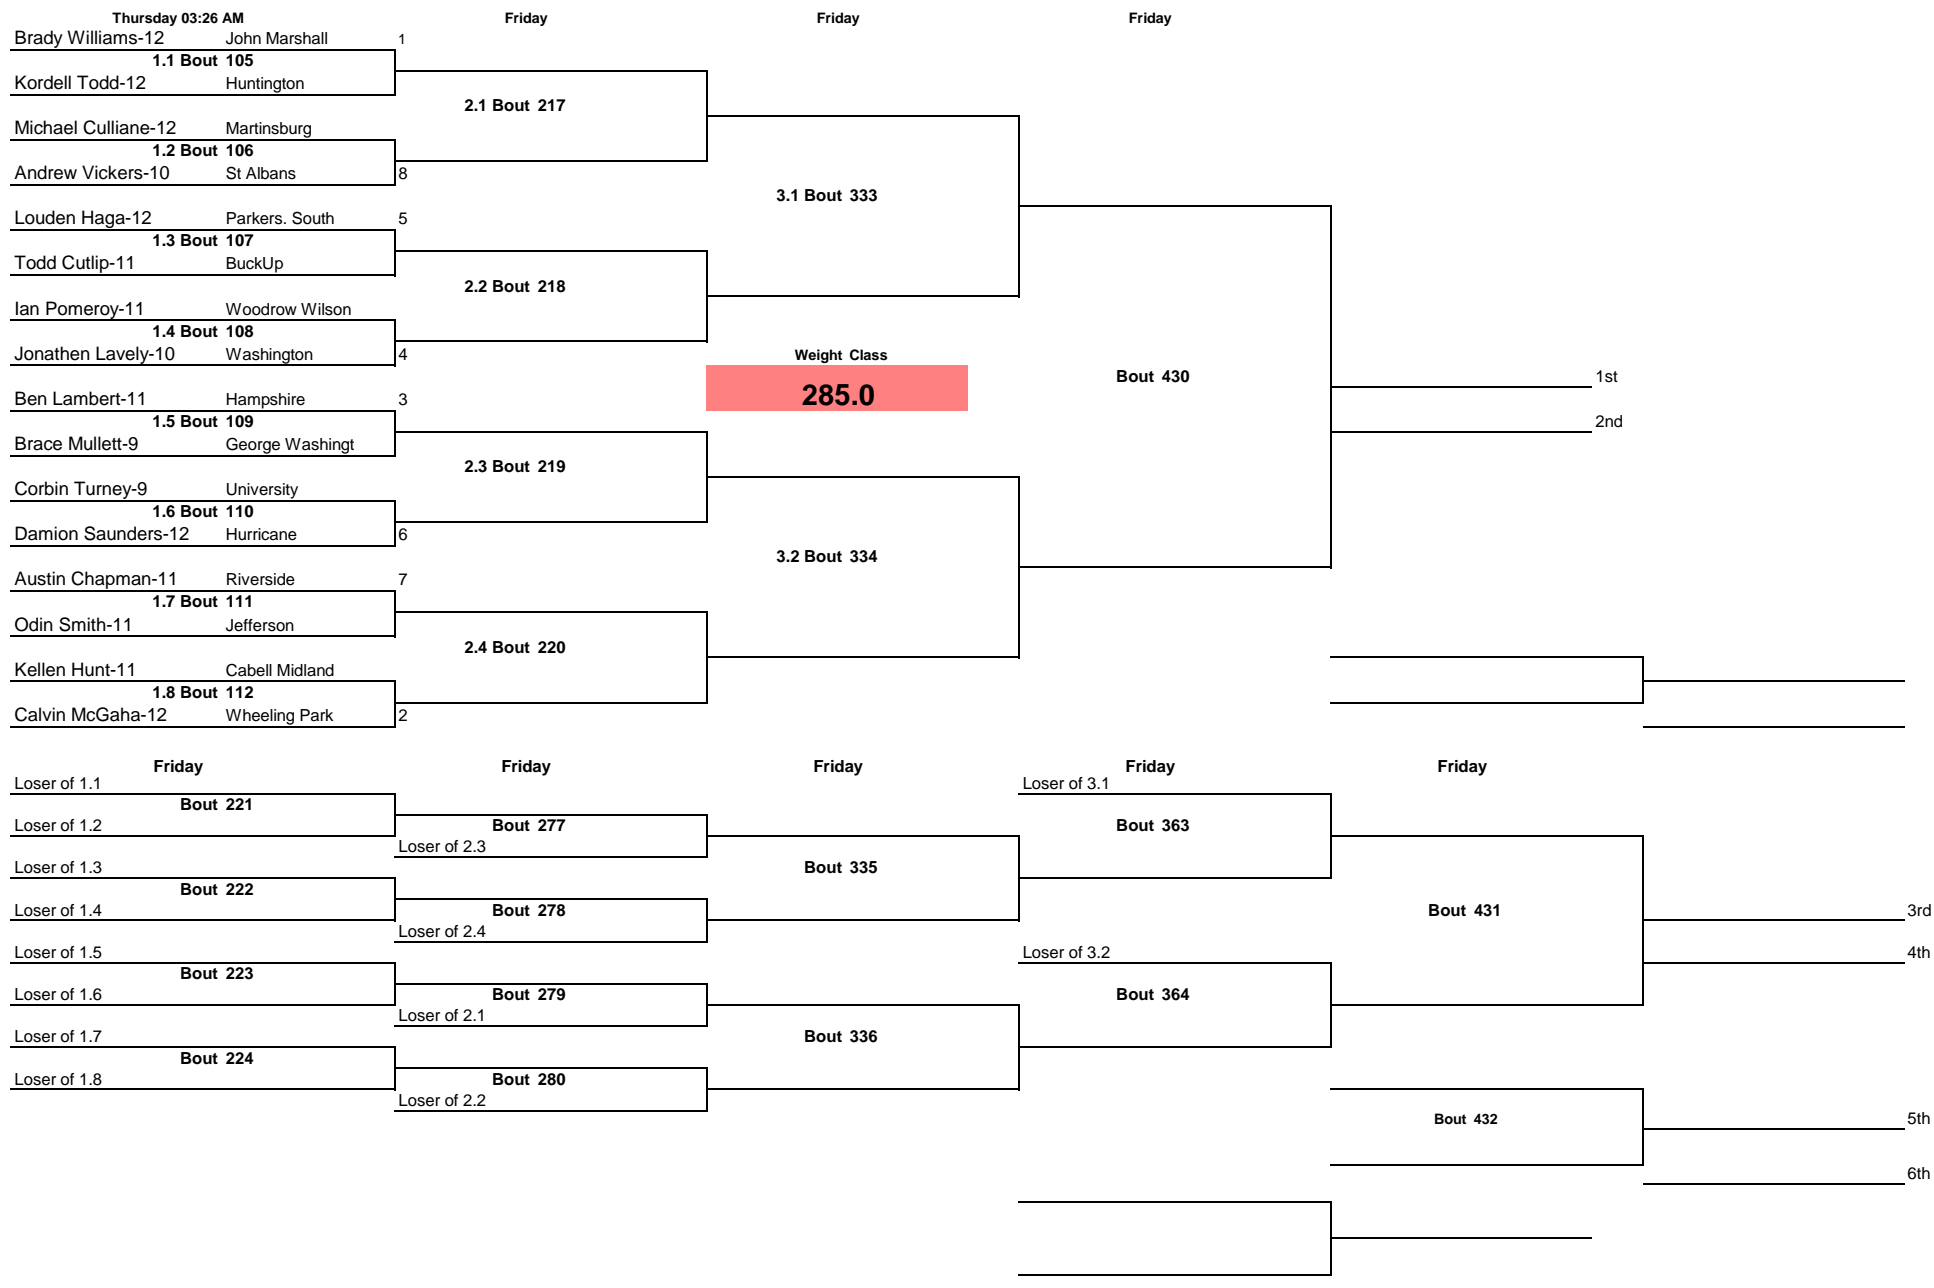 Thursday 03:26 AM Friday Friday Friday
Brady Williams-12 John Marshall 1
1.1 Bout 105
Kordell Todd-12 Huntington
2.1 Bout 217
Michael Culliane-12 Martinsburg
1.2 Bout 106
Andrew Vickers-10 St Albans 8
3.1 Bout 333
Louden Haga-12 Parkers. South 5
1.3 Bout 107
Todd Cutlip-11 BuckUp
2.2 Bout 218
Ian Pomeroy-11 Woodrow Wilson
1.4 Bout 108
Jonathen Lavely-10 Washington 4
Weight Class
Bout 430 1st
285.0
Ben Lambert-11 Hampshire 3
1.5 Bout 109 2nd
Brace Mullett-9 George Washingt
2.3 Bout 219
Corbin Turney-9 University
1.6 Bout 110
Damion Saunders-12 Hurricane 6
3.2 Bout 334
Austin Chapman-11 Riverside 7
1.7 Bout 111
Odin Smith-11 Jefferson
2.4 Bout 220
Kellen Hunt-11 Cabell Midland
1.8 Bout 112
Calvin McGaha-12 Wheeling Park 2
Friday Friday Friday Friday Friday
Loser of 1.1 Loser of 3.1
Bout 221
Loser of 1.2 Bout 277 Bout 363
Loser of 2.3
Loser of 1.3 Bout 335
Bout 222
Loser of 1.4 Bout 278 Bout 431 3rd
Loser of 2.4
Loser of 1.5 Loser of 3.2 4th
Bout 223
Loser of 1.6 Bout 279 Bout 364
Loser of 2.1
Loser of 1.7 Bout 336
Bout 224
Loser of 1.8 Bout 280
Loser of 2.2
Bout 432 5th
6th